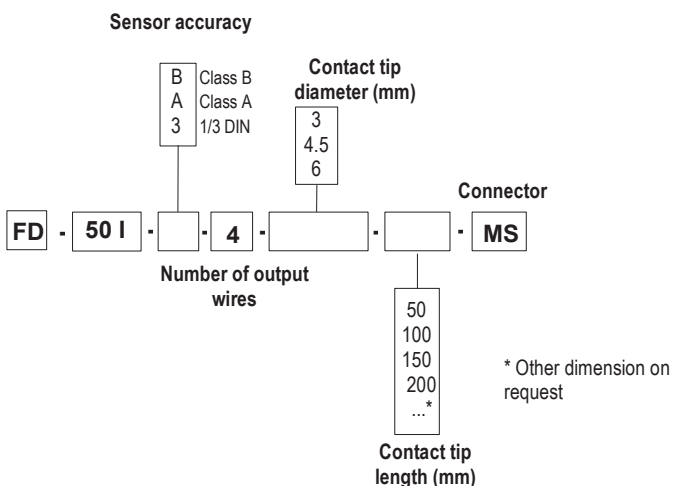 Sensor accuracy
B Class B
A Class A
3 1/3 DIN
Contact tip
diameter (mm)
3
4.5
6
Connector
FD - 50 I - - 4 - - - MS
Number of output
wires
50
100
150
200
...*
* Other dimension on
request
Contact tip
length (mm)